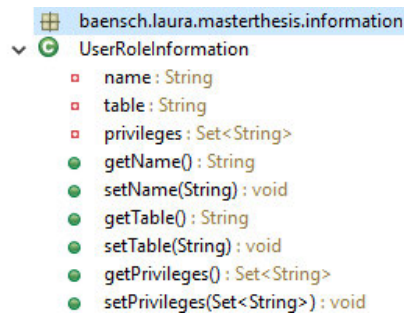 baensch.laura.masterthesis.information
UserRoleInformation
name : String
table : String
privileges : Set<String>
getName() : String
setName(String) : void
getTable() : String
setTable(String) : void
getPrivileges() : Set<String>
setPrivileges(Set<String>) : void